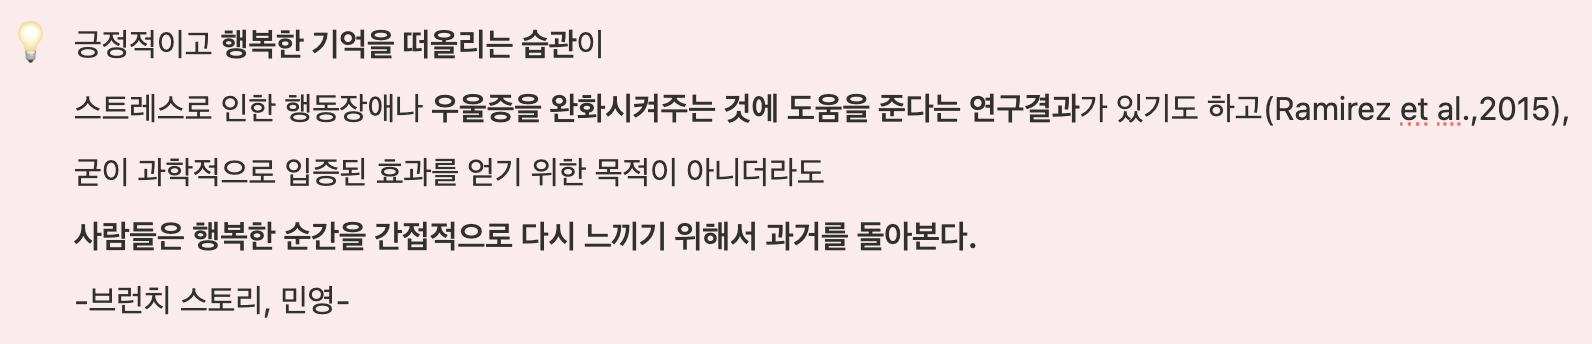 긍정적이고 행복한 기억을 떠올리는 습관이
스트레스로 인한 행동장애나 우울증을 완화시켜주는 것에 도움을 준다는 연구결과가 있기도 하고(Ramirez et al.,2015),
굳이 과학적으로 입증된 효과를 얻기 위한 목적이 아니더라도
사람들은 행복한 순간을 간접적으로 다시 느끼기 위해서 과거를 돌아본다.
-브런치 스토리, 민영-